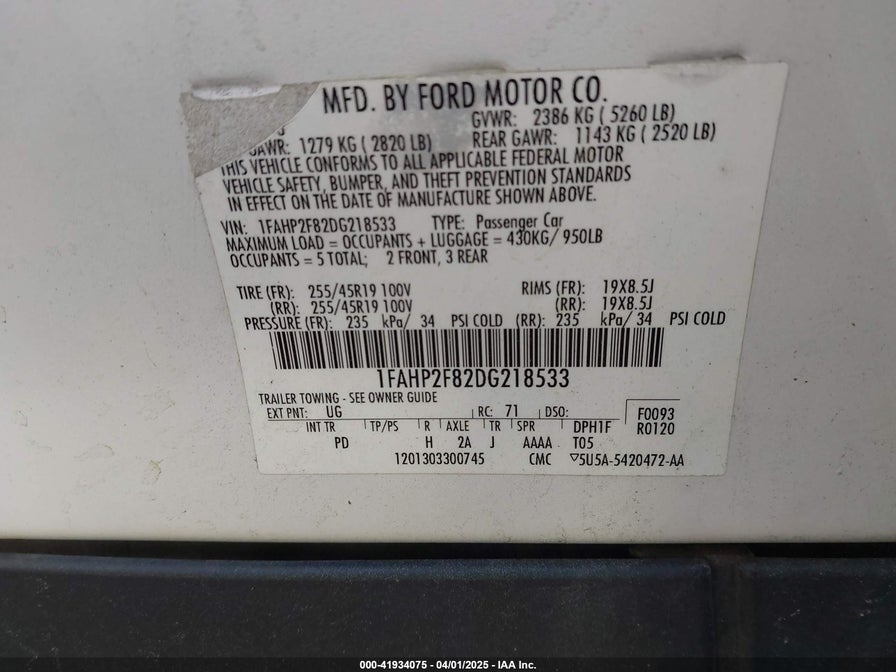 MFD. BY FORD MOTOR CO.
GVWR: 2386 KG ( 5260 LB)
GAWR: 1279 KG ( 2820 LB) REAR GAWR: 1143 KG ( 2520 LB)
THIS VEHICLE CONFORMS TO ALL APPLICABLE FEDERAL MOTOR
VEHICLE SAFETY, BUMPER, AND THEFT PREVENTION STANDARDS
IN EFFECT ON THE DATE OF MANUFACTURE SHOWN ABOVE.
VIN: 1FAHP2F82DG218533 TYPE: Passenger Car
MAXIMUM LOAD = OCCUPANTS + LUGGAGE = 430KG/ 950LB
OCCUPANTS = 5 TOTAL; 2 FRONT, 3 REAR
TIRE (FR): 255/45R19 100V RIMS (FR): 19X8.5J
(RR): 255/45R19 100V (RR): 19X8.5J
PRESSURE (FR): 235 kPa/ 34 PSI COLD (RR): 235 kPa/ 34 PSI COLD
1FAHP2F82DG218533
TRAILER TOWING - SEE OWNER GUIDE
EXT PNT: UG RC: 71 DSO: F0093
INT TR TP/PS R AXLE TR SPR DPH1F R0120
PD H 2A J AAAA T05
1201303300745 CMC ▽5U5A-5420472-AA
000-41934075 - 04/01/2025 - IAA Inc.